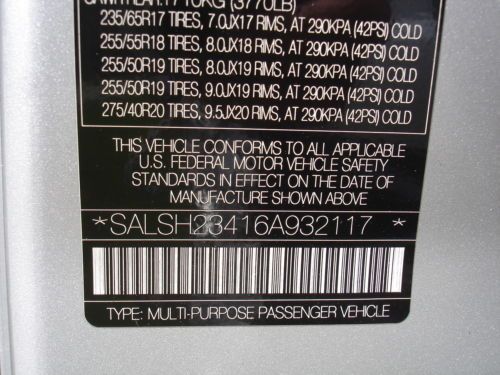 235/65R17 TIRES, 7.0JX17 RIMS, AT 290KPA (42PSI) COLD
255/55R18 TIRES, 8.0JX18 RIMS, AT 290KPA (42PSI) COLD
255/50R19 TIRES, 8.0JX19 RIMS, AT 290KPA (42PSI) COLD
255/50R19 TIRES, 9.0JX19 RIMS, AT 290KPA (42PSI) COLD
275/40R20 TIRES, 9.5JX20 RIMS, AT 290KPA (42PSI) COLD
THIS VEHICLE CONFORMS TO ALL APPLICABLE
U.S. FEDERAL MOTOR VEHICLE SAFETY
STANDARDS IN EFFECT ON THE DATE OF
MANUFACTURE SHOWN ABOVE
*SALSH23416A932117*
TYPE: MULTI-PURPOSE PASSENGER VEHICLE